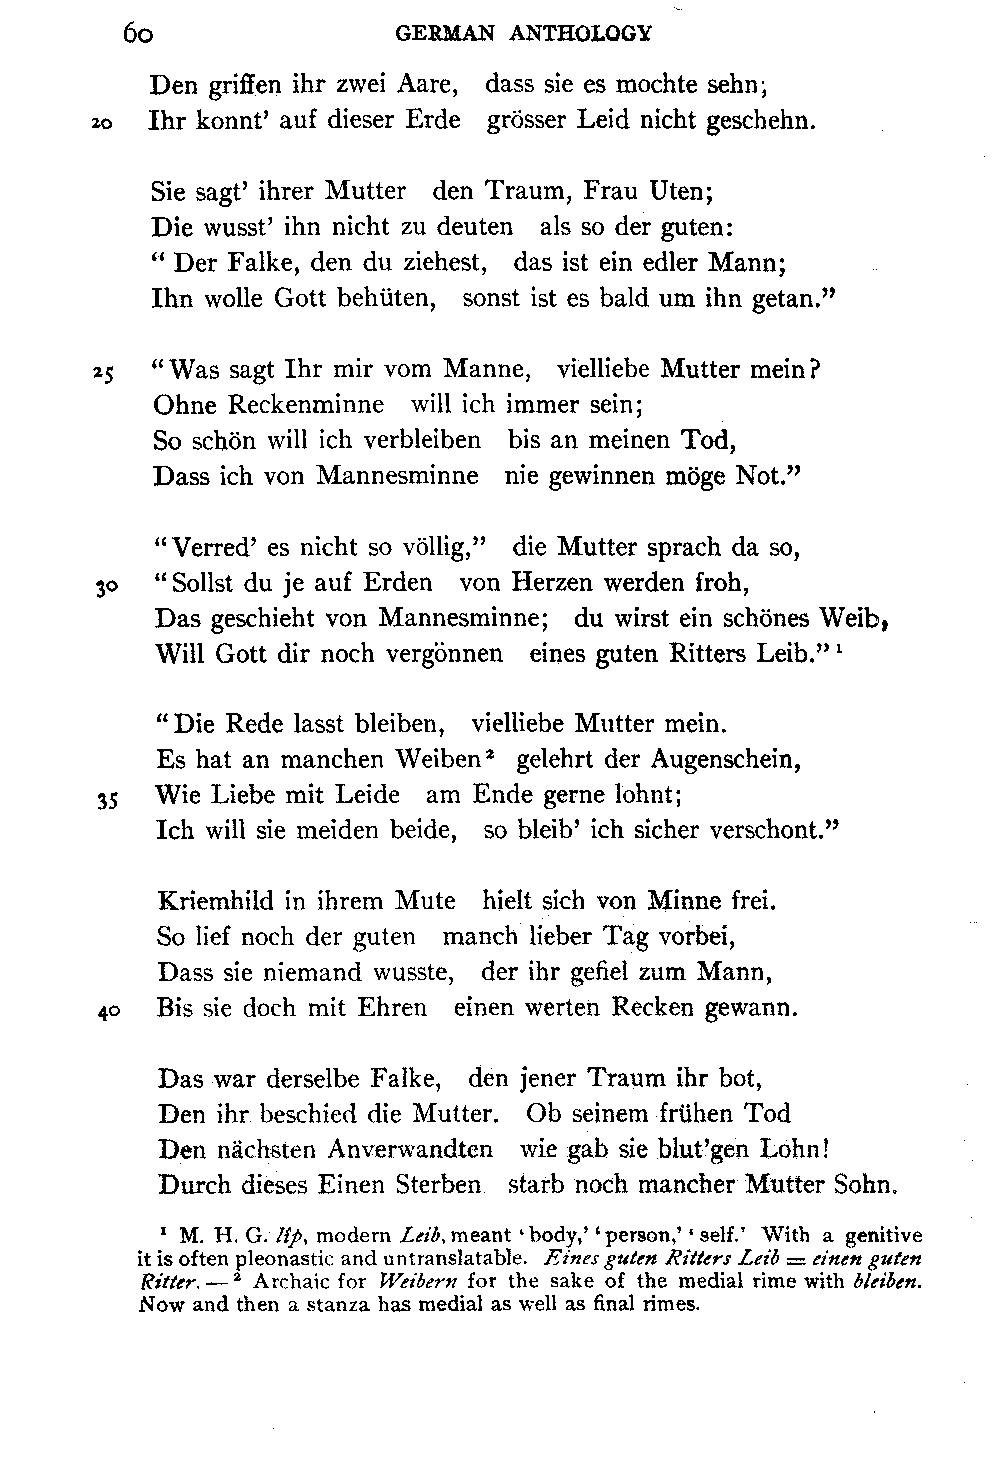 60 GERMAN ANTHOLOGY
Den griffen ihr zwei Aare, dass sie es mochte sehn;
20 Ihr konnt' auf dieser Erde grösser Leid nicht geschehn.
Sie sagt' ihrer Mutter den Traum, Frau Uten;
Die wusst' ihn nicht zu deuten als so der guten:
“ Der Falke, den du ziehest, das ist ein edler Mann;
Ihn wolle Gott behüten, sonst ist es bald um ihn getan.”
25 “ Was sagt Ihr mir vom Manne, vielliebe Mutter mein?
Ohne Reckenminne will ich immer sein;
So schön will ich verbleiben bis an meinen Tod,
Dass ich von Mannesminne nie gewinnen möge Not.”
“ Verred' es nicht so völlig,” die Mutter sprach da so,
30 “ Sollst du je auf Erden von Herzen werden froh,
Das geschieht von Mannesminne; du wirst ein schönes Weib,
Will Gott dir noch vergönnen eines guten Ritters Leib.” ¹
“ Die Rede lasst bleiben, vielliebe Mutter mein.
Es hat an manchen Weiben² gelehrt der Augenschein,
35 Wie Liebe mit Leide am Ende gerne lohnt;
Ich will sie meiden beide, so bleib' ich sicher verschont.”
Kriemhild in ihrem Mute hielt sich von Minne frei.
So lief noch der guten manch lieber Tag vorbei,
Dass sie niemand wusste, der ihr gefiel zum Mann,
40 Bis sie doch mit Ehren einen werten Recken gewann.
Das war derselbe Falke, den jener Traum ihr bot,
Den ihr beschied die Mutter. Ob seinem frühen Tod
Den nächsten Anverwandten wie gab sie blut'gen Lohn!
Durch dieses Einen Sterben starb noch mancher Mutter Sohn.
¹ M. H. G. līp, modern Leib, meant ‘body,’ ‘person,’ ‘self.’ With a genitive
it is often pleonastic and untranslatable. Eines guten Ritters Leib = einen guten
Ritter. — ² Archaic for Weibern for the sake of the medial rime with bleiben.
Now and then a stanza has medial as well as final rimes.